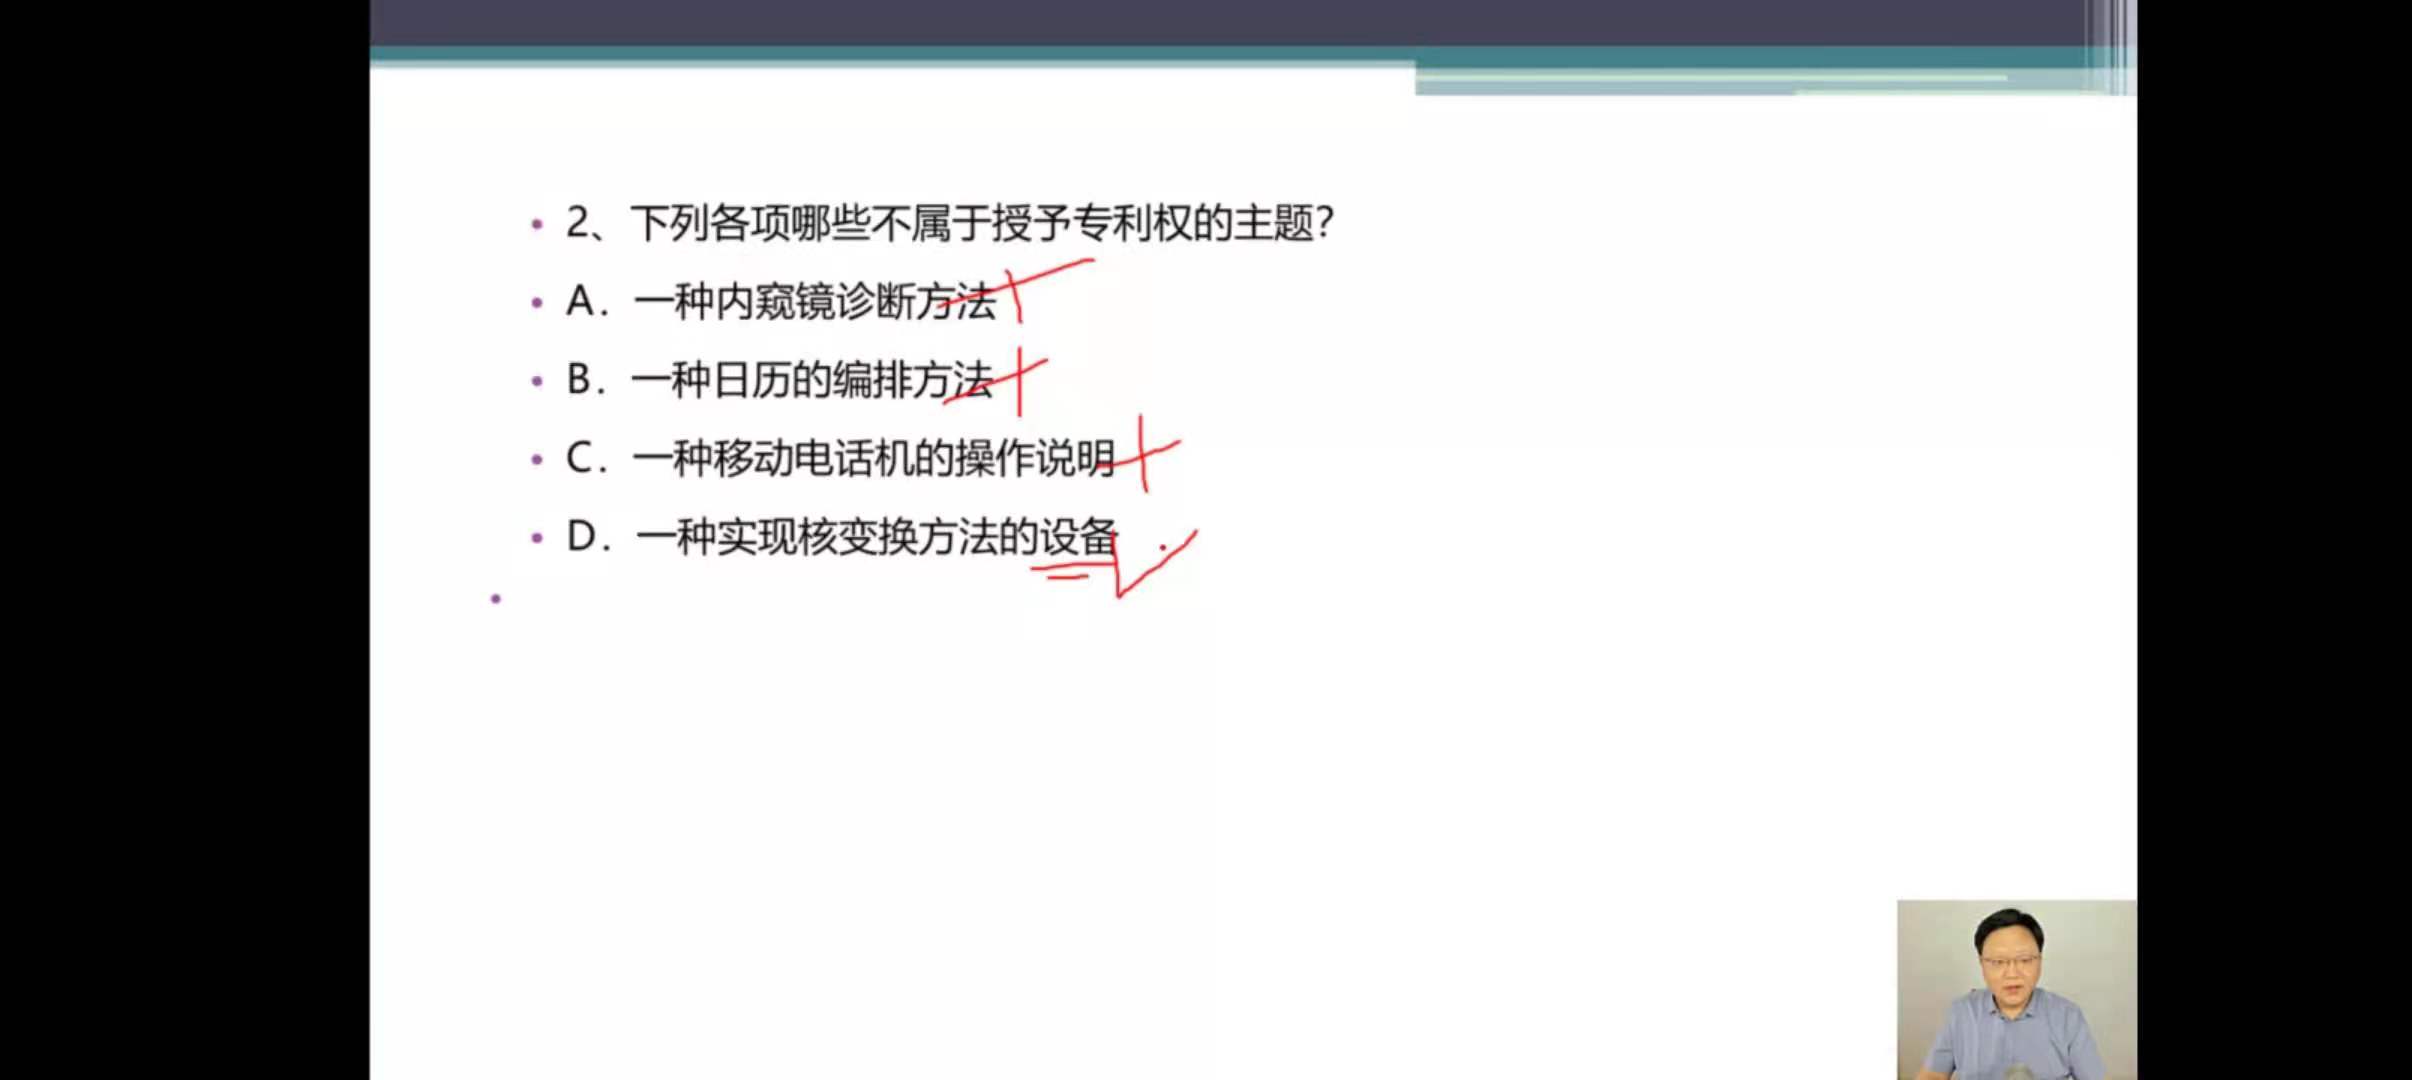 2、下列各项哪些不属于授予专利权的主题?
A. 一种内窥镜诊断方法
B. 一种日历的编排方法
C. 一种移动电话机的操作说明
D. 一种实现核变换方法的设备